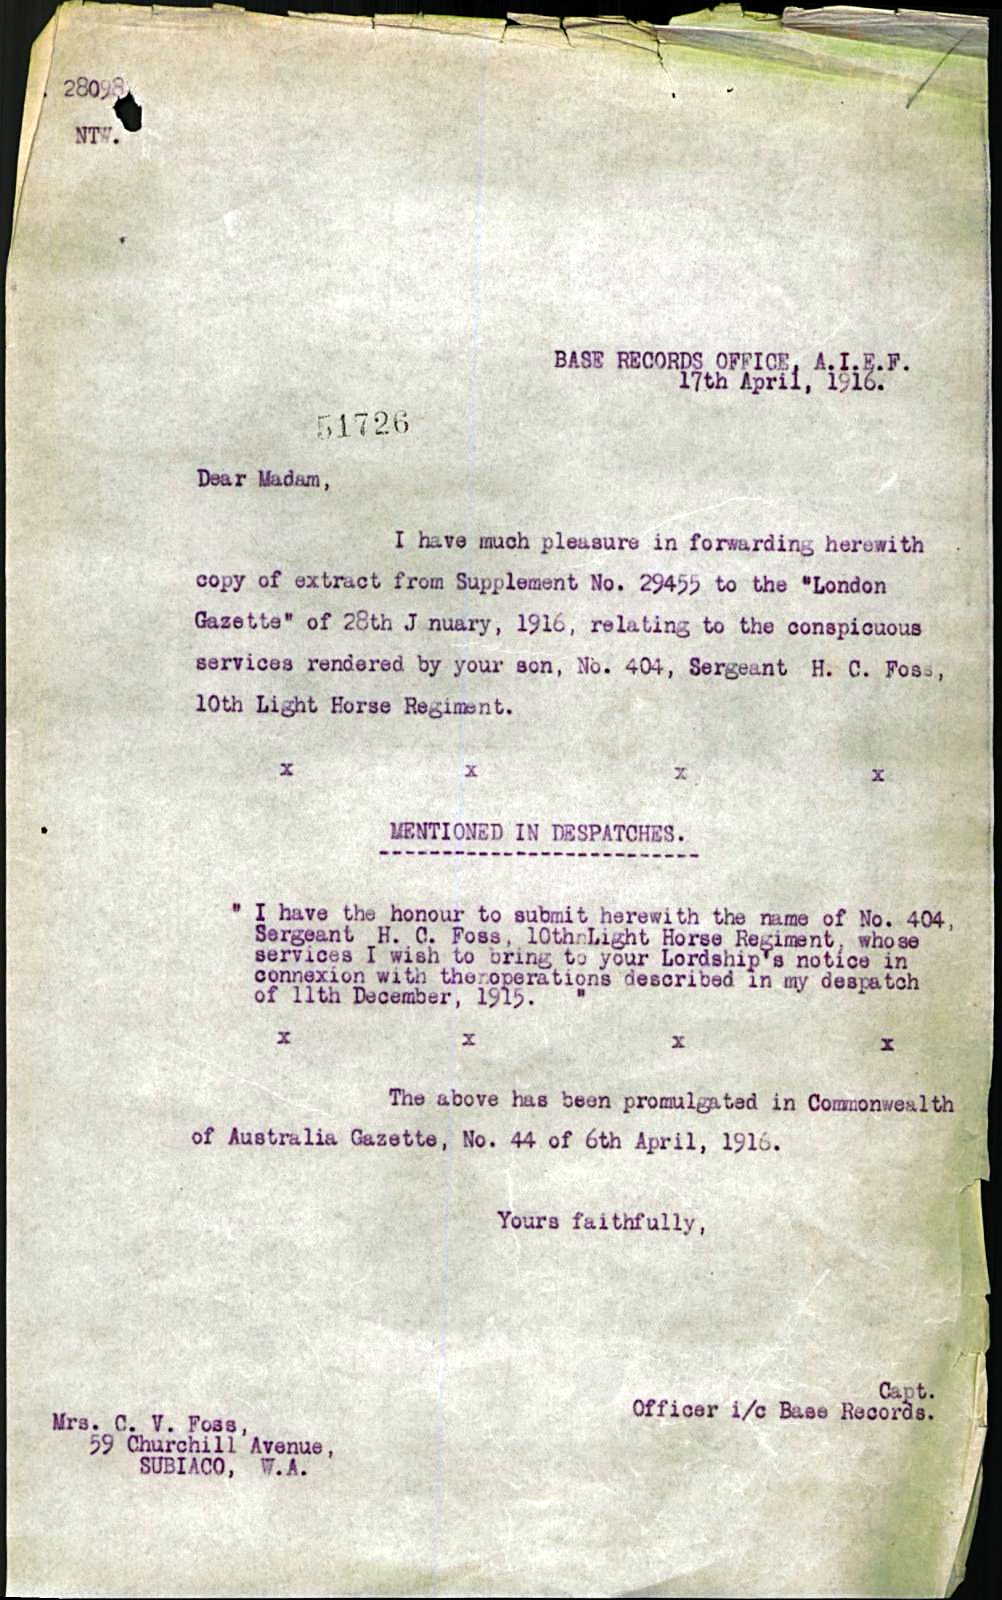 28098
NTW.
BASE RECORDS OFFICE, A.I.E.F.
17th April, 1916.
51726
Dear Madam,
I have much pleasure in forwarding herewith
copy of extract from Supplement No. 29455 to the "London
Gazette" of 28th J nuary, 1916, relating to the conspicuous
services rendered by your son, No. 404, Sergeant H. C. Foss,
10th Light Horse Regiment.
x x x x
MENTIONED IN DESPATCHES.
--------------------------
" I have the honour to submit herewith the name of No. 404,
Sergeant H. C. Foss, 10th Light Horse Regiment, whose
services I wish to bring to your Lordship's notice in
connexion with the operations described in my despatch
of 11th December, 1915. "
x x x x
The above has been promulgated in Commonwealth
of Australia Gazette, No. 44 of 6th April, 1916.
Yours faithfully,
Capt.
Officer i/c Base Records.
Mrs. C. V. Foss,
59 Churchill Avenue,
SUBIACO, W.A.